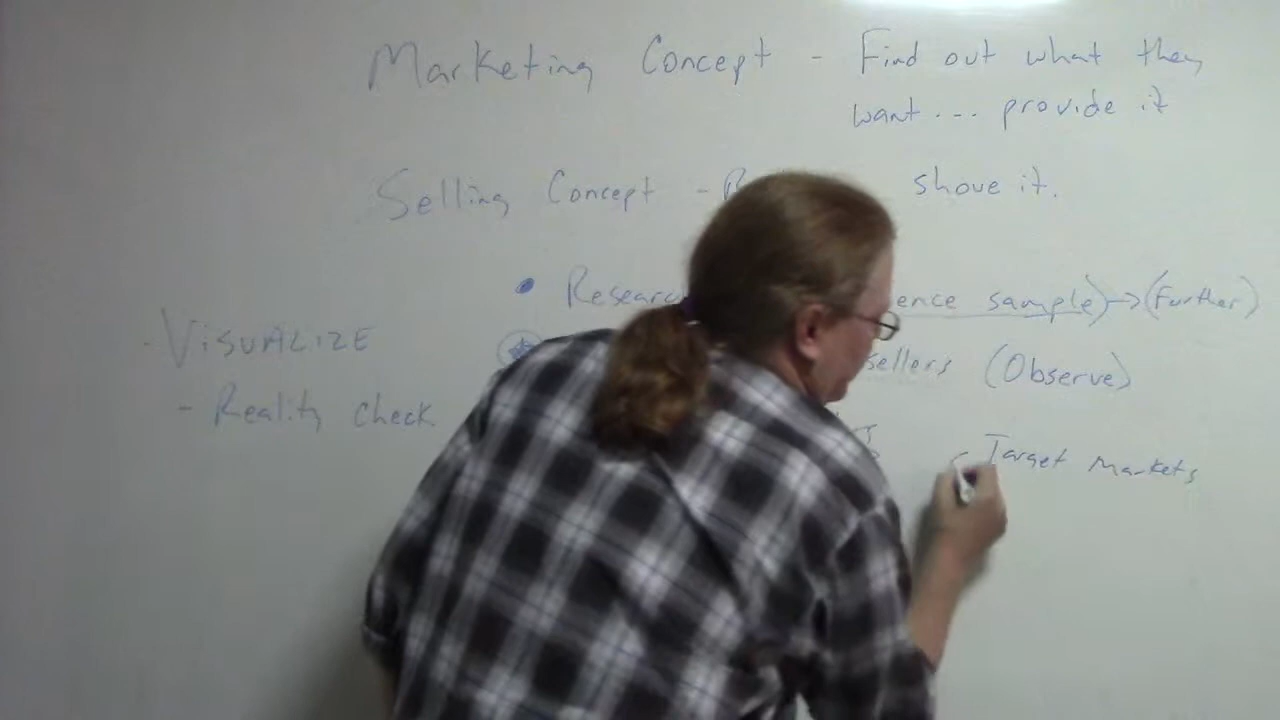 Marketing Concept - Find out what they
want... provide it
Selling Concept - shove it.
• sample) → (Further)
VISUALIZE
sellers (Observe)
- Reality check
Target Markets